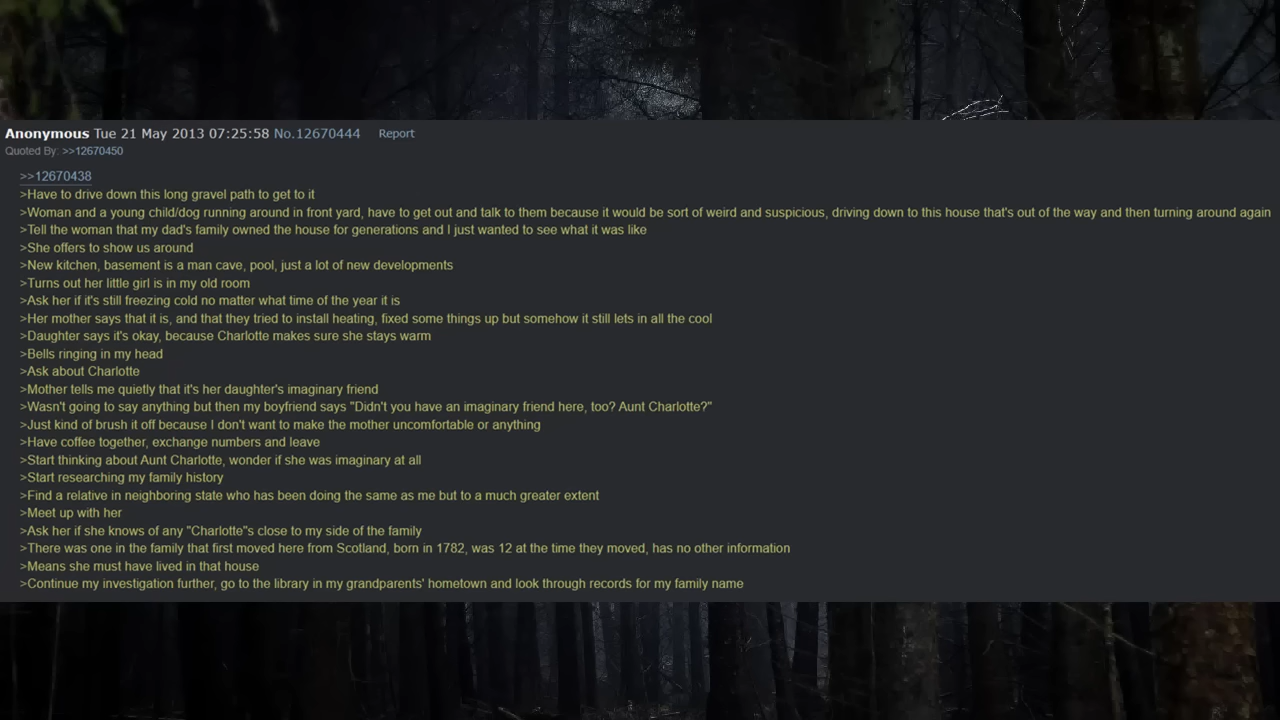 Anonymous Tue 21 May 2013 07:25:58 No.12670444 Report
Quoted By: >>12670450
>>12670438
>Have to drive down this long gravel path to get to it
>Woman and a young child/dog running around in front yard, have to get out and talk to them because it would be sort of weird and suspicious, driving down to this house that's out of the way and then turning around again
>Tell the woman that my dad's family owned the house for generations and I just wanted to see what it was like
>She offers to show us around
>New kitchen, basement is a man cave, pool, just a lot of new developments
>Turns out her little girl is in my old room
>Ask her if it's still freezing cold no matter what time of the year it is
>Her mother says that it is, and that they tried to install heating, fixed some things up but somehow it still lets in all the cool
>Daughter says it's okay, because Charlotte makes sure she stays warm
>Bells ringing in my head
>Ask about Charlotte
>Mother tells me quietly that it's her daughter's imaginary friend
>Wasn't going to say anything but then my boyfriend says "Didn't you have an imaginary friend here, too? Aunt Charlotte?"
>Just kind of brush it off because I don't want to make the mother uncomfortable or anything
>Have coffee together, exchange numbers and leave
>Start thinking about Aunt Charlotte, wonder if she was imaginary at all
>Start researching my family history
>Find a relative in neighboring state who has been doing the same as me but to a much greater extent
>Meet up with her
>Ask her if she knows of any "Charlotte"s close to my side of the family
>There was one in the family that first moved here from Scotland, born in 1782, was 12 at the time they moved, has no other information
>Means she must have lived in that house
>Continue my investigation further, go to the library in my grandparents' hometown and look through records for my family name